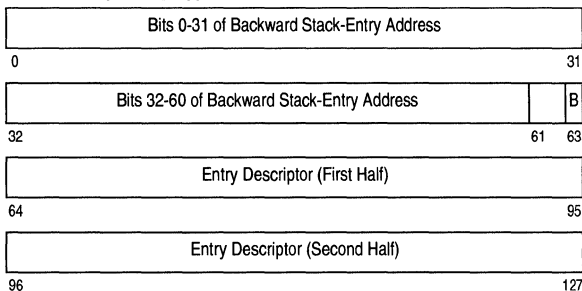 Bits 0-31 of Backward Stack-Entry Address
0 31
Bits 32-60 of Backward Stack-Entry Address B
32 61 63
Entry Descriptor (First Half)
64 95
Entry Descriptor (Second Half)
96 127